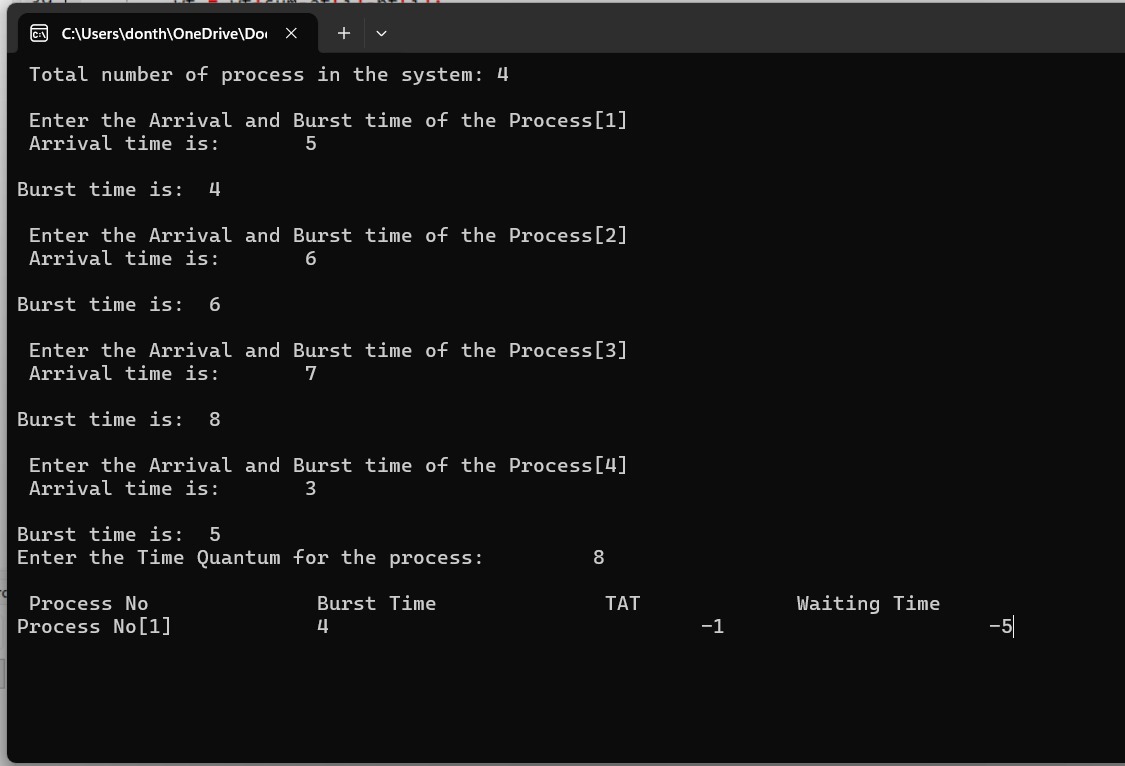 C:\Users\donth\OneDrive\Doc
Total number of process in the system: 4
Enter the Arrival and Burst time of the Process[1]
Arrival time is: 5
Burst time is: 4
Enter the Arrival and Burst time of the Process[2]
Arrival time is: 6
Burst time is: 6
Enter the Arrival and Burst time of the Process[3]
Arrival time is: 7
Burst time is: 8
Enter the Arrival and Burst time of the Process[4]
Arrival time is: 3
Burst time is: 5
Enter the Time Quantum for the process: 8
Process No Burst Time TAT Waiting Time
Process No[1] 4 -1 -5